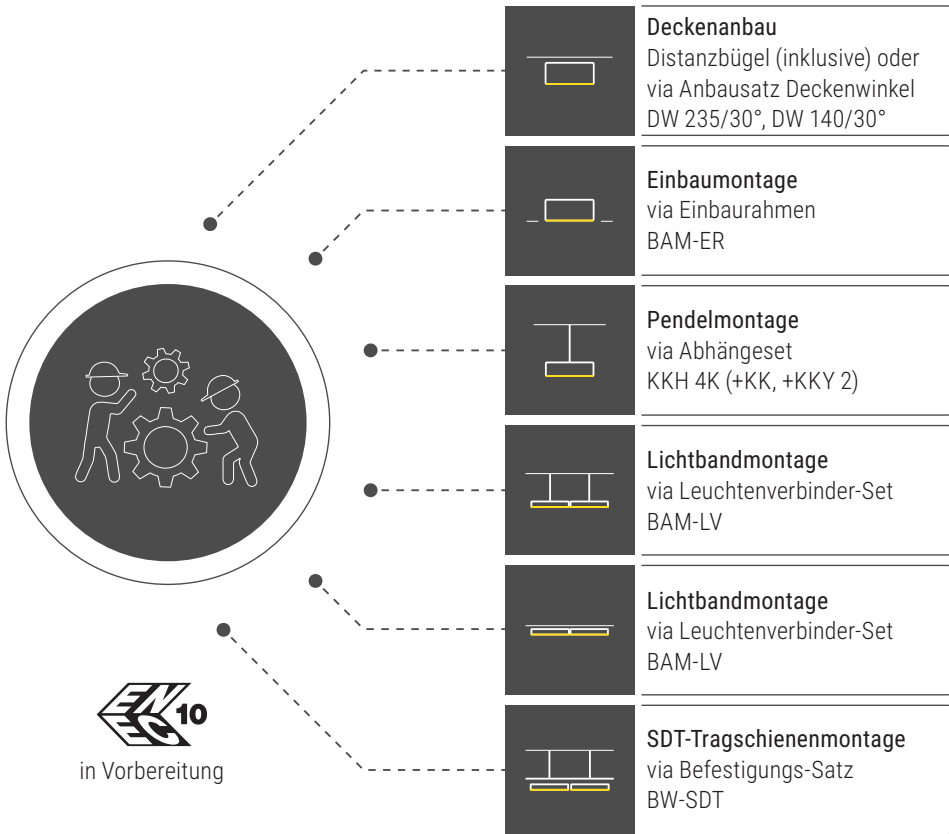 Deckenanbau
Distanzbügel (inklusive) oder
via Anbausatz Deckenwinkel
DW 235/30°, DW 140/30°
Einbaumontage
via Einbaurahmen
BAM-ER
Pendelmontage
via Abhängeset
KKH 4K (+KK, +KKY 2)
Lichtbandmontage
via Leuchtenverbinder-Set
BAM-LV
Lichtbandmontage
via Leuchtenverbinder-Set
BAM-LV
SDT-Tragschienenmontage
via Befestigungs-Satz
BW-SDT
EN
EC 10
in Vorbereitung